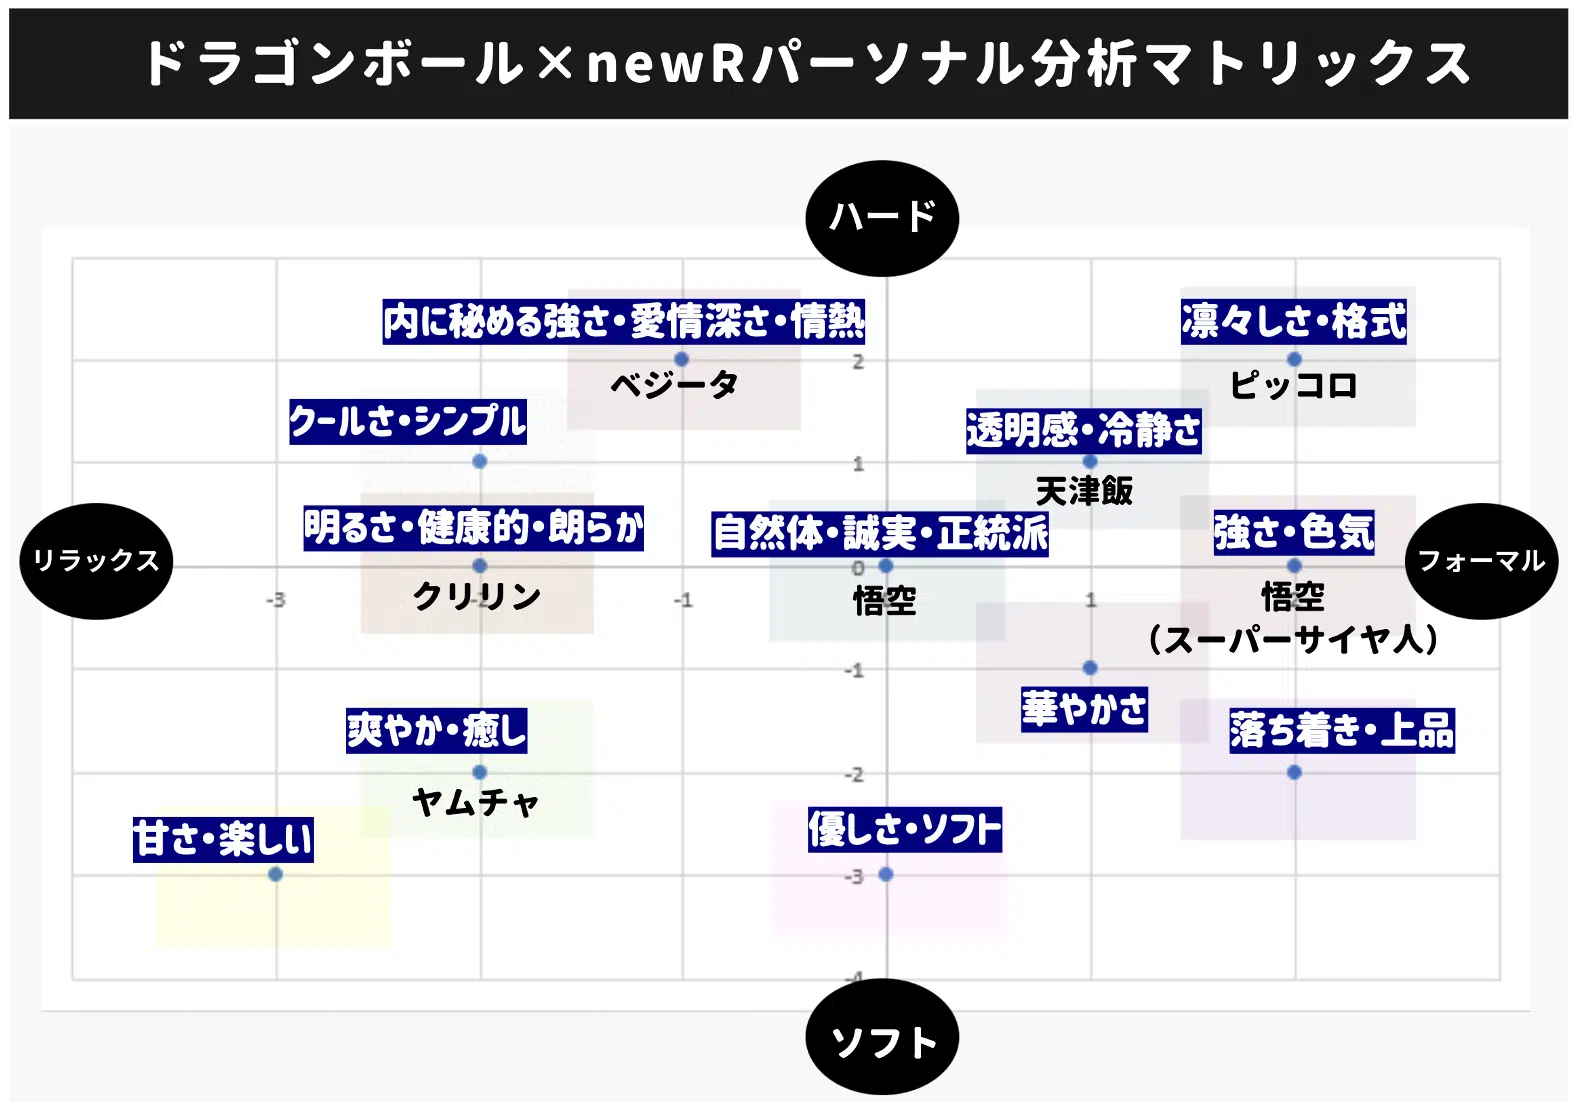 ドラゴンボール×newRパーソナル分析マトリックス
ハード
内に秘める強さ・愛情深さ・情熱
凛々しさ・格式
2
ベジータ
ピッコロ
クールさ・シンプル
透明感・冷静さ
1
天津飯
明るさ・健康的・朗らか
自然体・誠実・正統派
強さ・色気
リラックス
フォーマル
0
-3
クリリン
-1
悟空
1
悟空
(スーパーサイヤ人)
-1
華やかさ
爽やか・癒し
落ち着き・上品
-2
ヤムチャ
甘さ・楽しい
優しさ・ソフト
-3
-4
ソフト